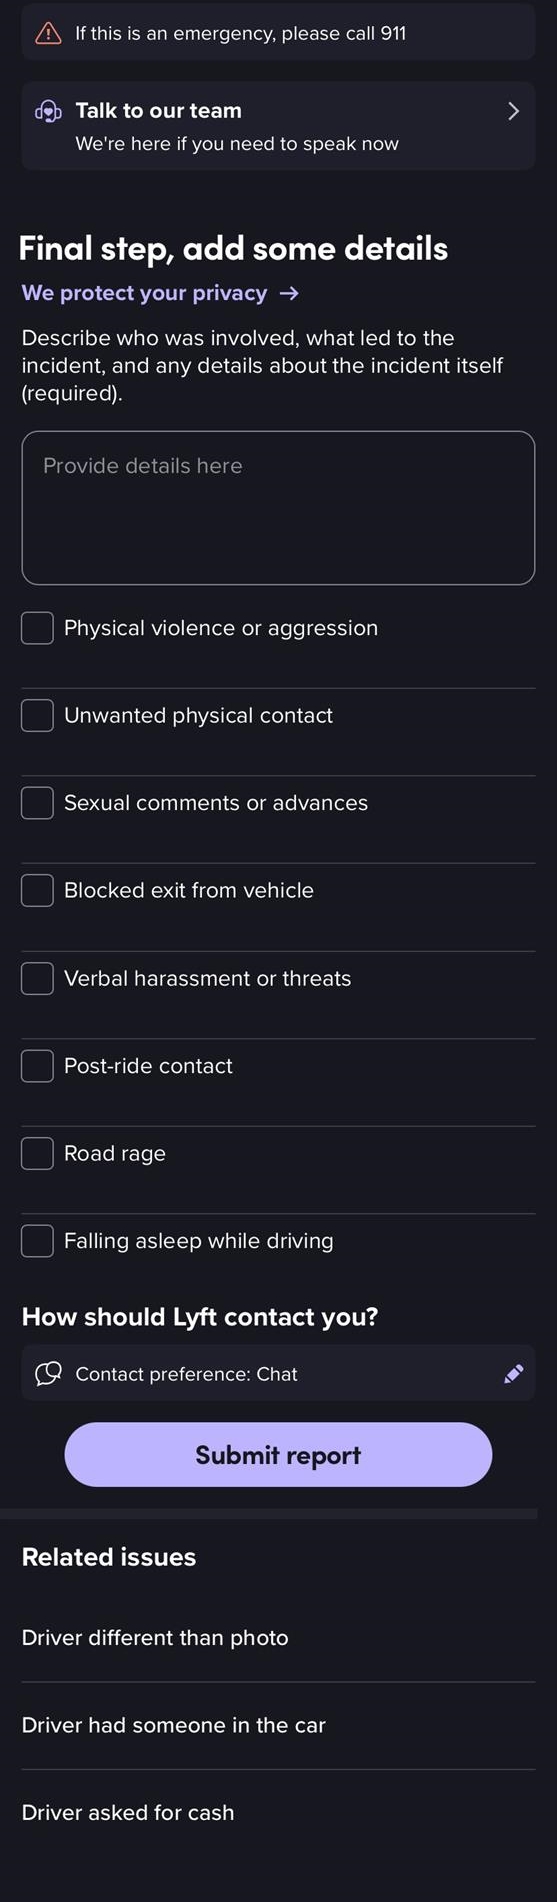 If this is an emergency, please call 911
Talk to our team
We're here if you need to speak now
Final step, add some details
We protect your privacy →
Describe who was involved, what led to the
incident, and any details about the incident itself
(required).
Provide details here
Physical violence or aggression
Unwanted physical contact
Sexual comments or advances
Blocked exit from vehicle
Verbal harassment or threats
Post-ride contact
Road rage
Falling asleep while driving
How should Lyft contact you?
Contact preference: Chat
Submit report
Related issues
Driver different than photo
Driver had someone in the car
Driver asked for cash